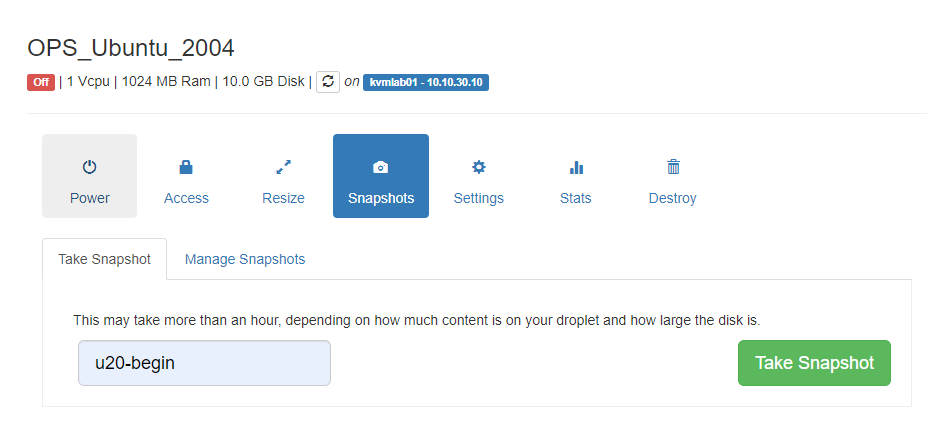 OPS_Ubuntu_2004
Off | 1 Vcpu | 1024 MB Ram | 10.0 GB Disk | on kvmlab01 - 10.10.30.10
Power Access Resize Snapshots Settings Stats Destroy
Take Snapshot Manage Snapshots
This may take more than an hour, depending on how much content is on your droplet and how large the disk is.
u20-begin Take Snapshot